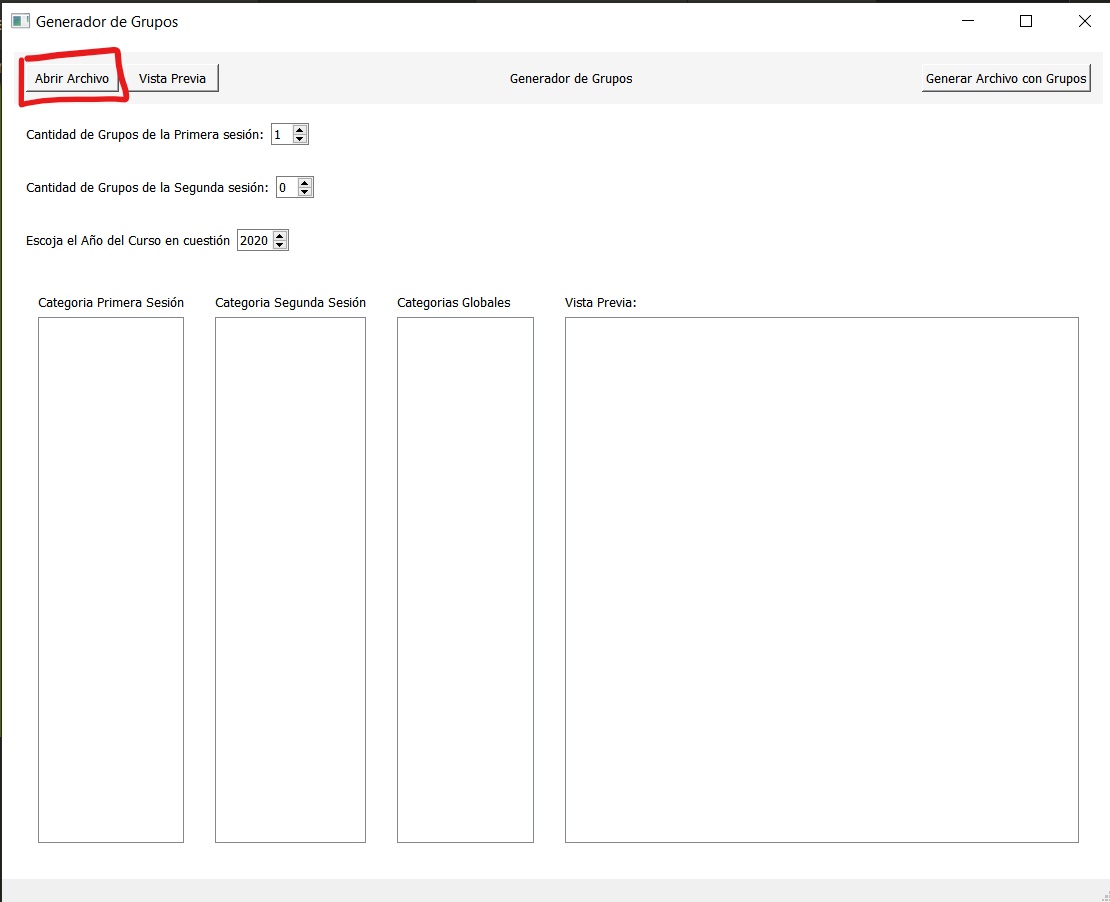 Generador de Grupos
Abrir Archivo Vista Previa Generador de Grupos Generar Archivo con Grupos
Cantidad de Grupos de la Primera sesión: 1
Cantidad de Grupos de la Segunda sesión: 0
Escoja el Año del Curso en cuestión 2020
Categoria Primera Sesión Categoria Segunda Sesión Categorias Globales Vista Previa: